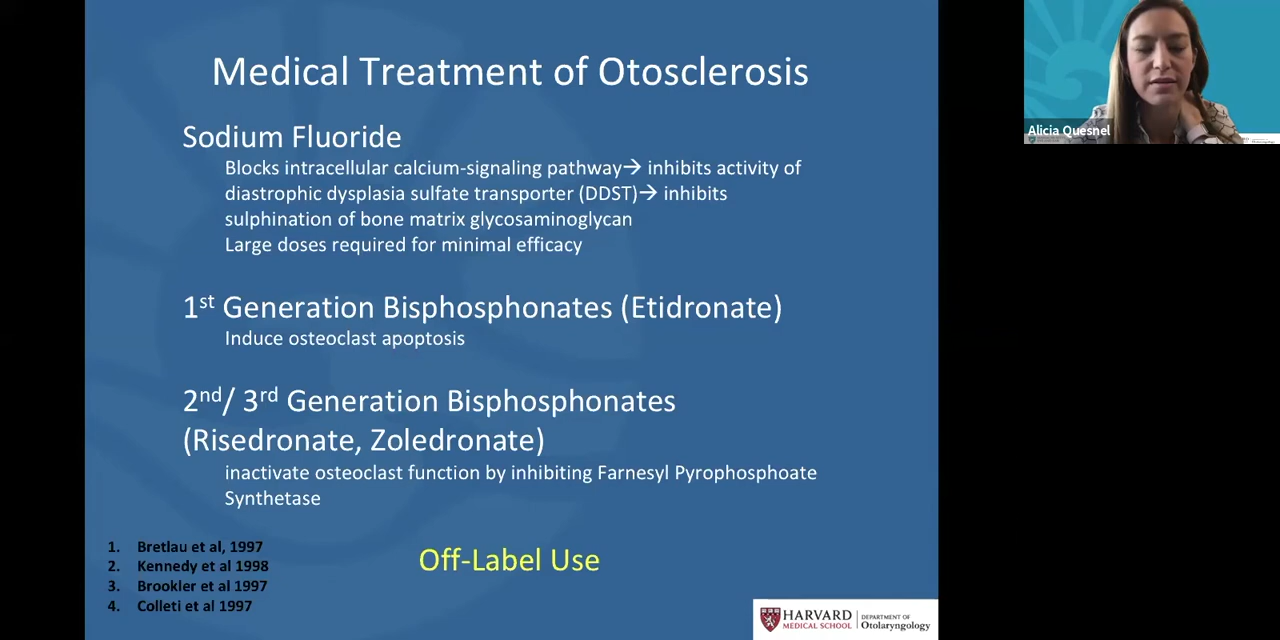 Medical Treatment of Otosclerosis
Sodium Fluoride
Blocks intracellular calcium-signaling pathway→ inhibits activity of
diastrophic dysplasia sulfate transporter (DDST)→ inhibits
sulphination of bone matrix glycosaminoglycan
Large doses required for minimal efficacy
1st Generation Bisphosphonates (Etidronate)
Induce osteoclast apoptosis
2nd/ 3rd Generation Bisphosphonates
(Risedronate, Zoledronate)
inactivate osteoclast function by inhibiting Farnesyl Pyrophosphoate
Synthetase
1. Bretlau et al, 1997
2. Kennedy et al 1998
3. Brookler et al 1997
4. Colleti et al 1997
Off-Label Use
HARVARD
MEDICAL SCHOOL
DEPARTMENT OF
Otolaryngology
Alicia Quesnel